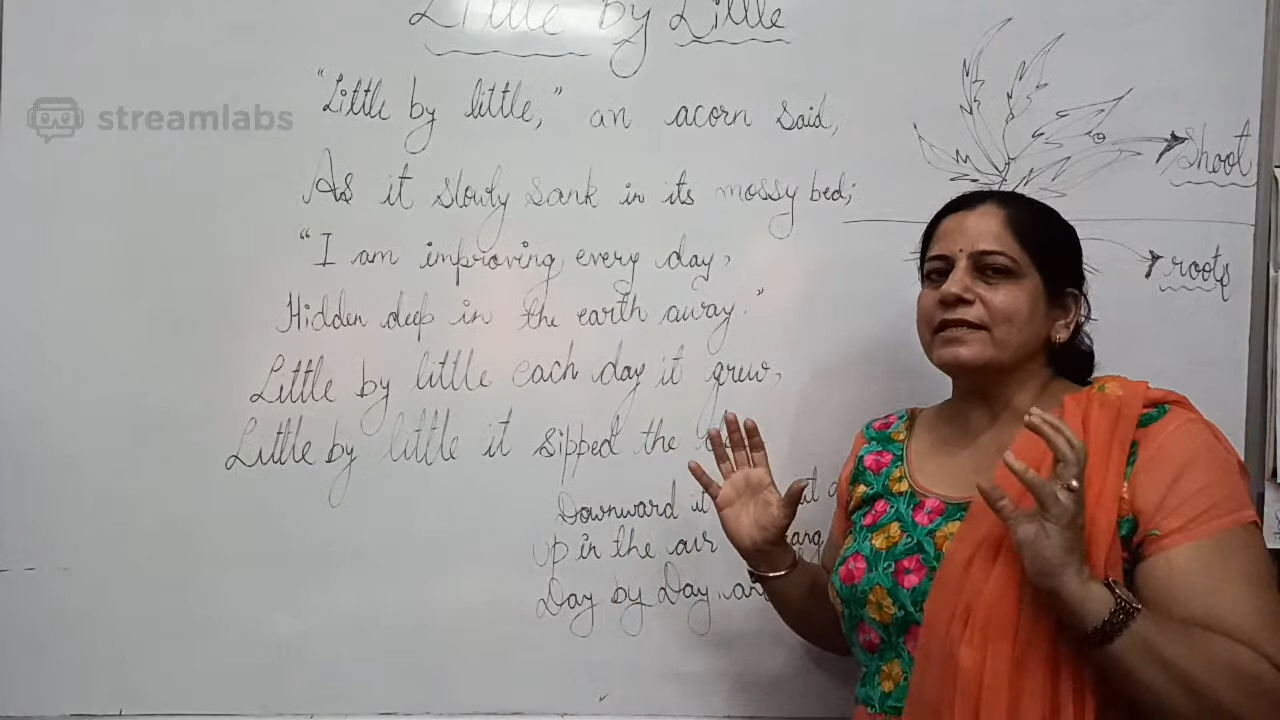 Little by Little
streamlabs
"Little by little," an acorn said,
As it slowly sank in its mossy bed;
"I am improving every day,
Hidden deep in the earth away."
Little by little each day it grew,
Little by little it sipped the
Downward it
up in the air
Day by Day,
shoot
roots